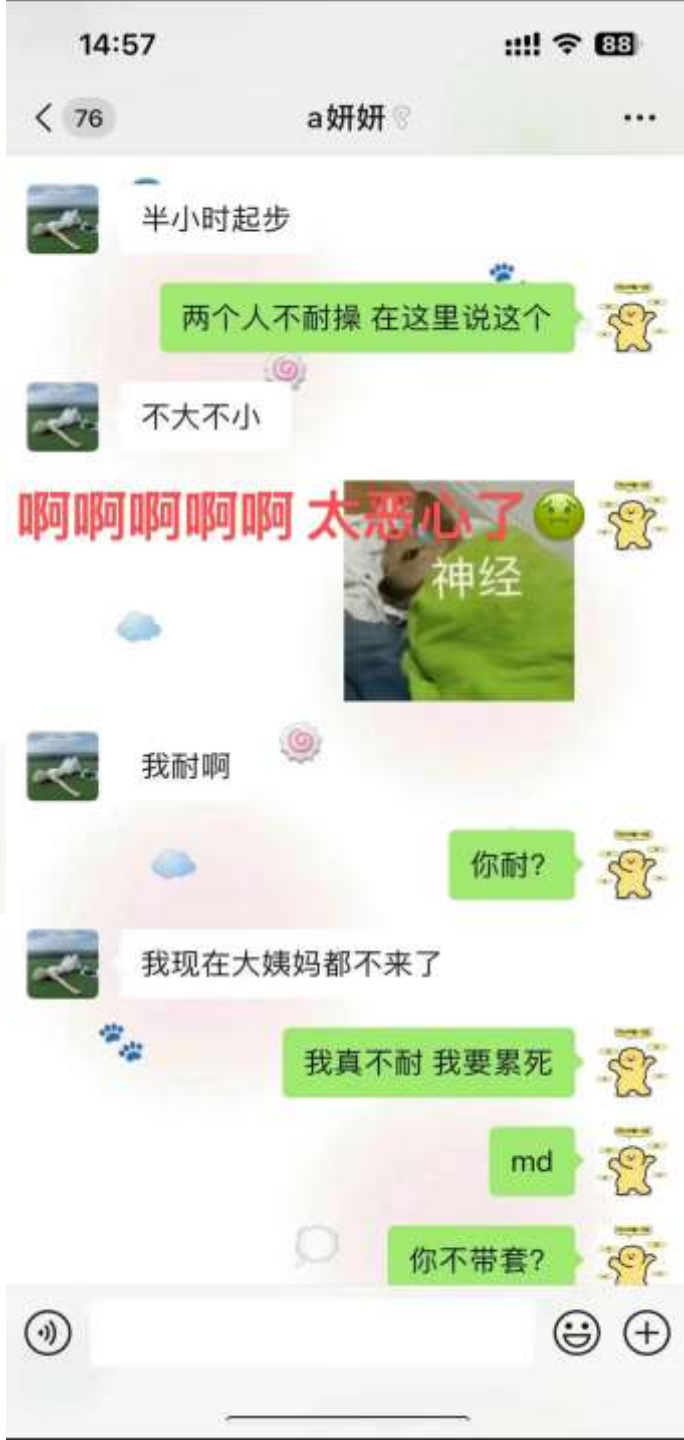 14:57
88
76
a妍妍
半小时起步
两个人不耐操 在这里说这个
不大不小
啊啊啊啊啊 太恶心了🤢
神经
我耐啊
你耐?
我现在大姨妈都不来了
我真不耐 我要累死
md
你不带套?